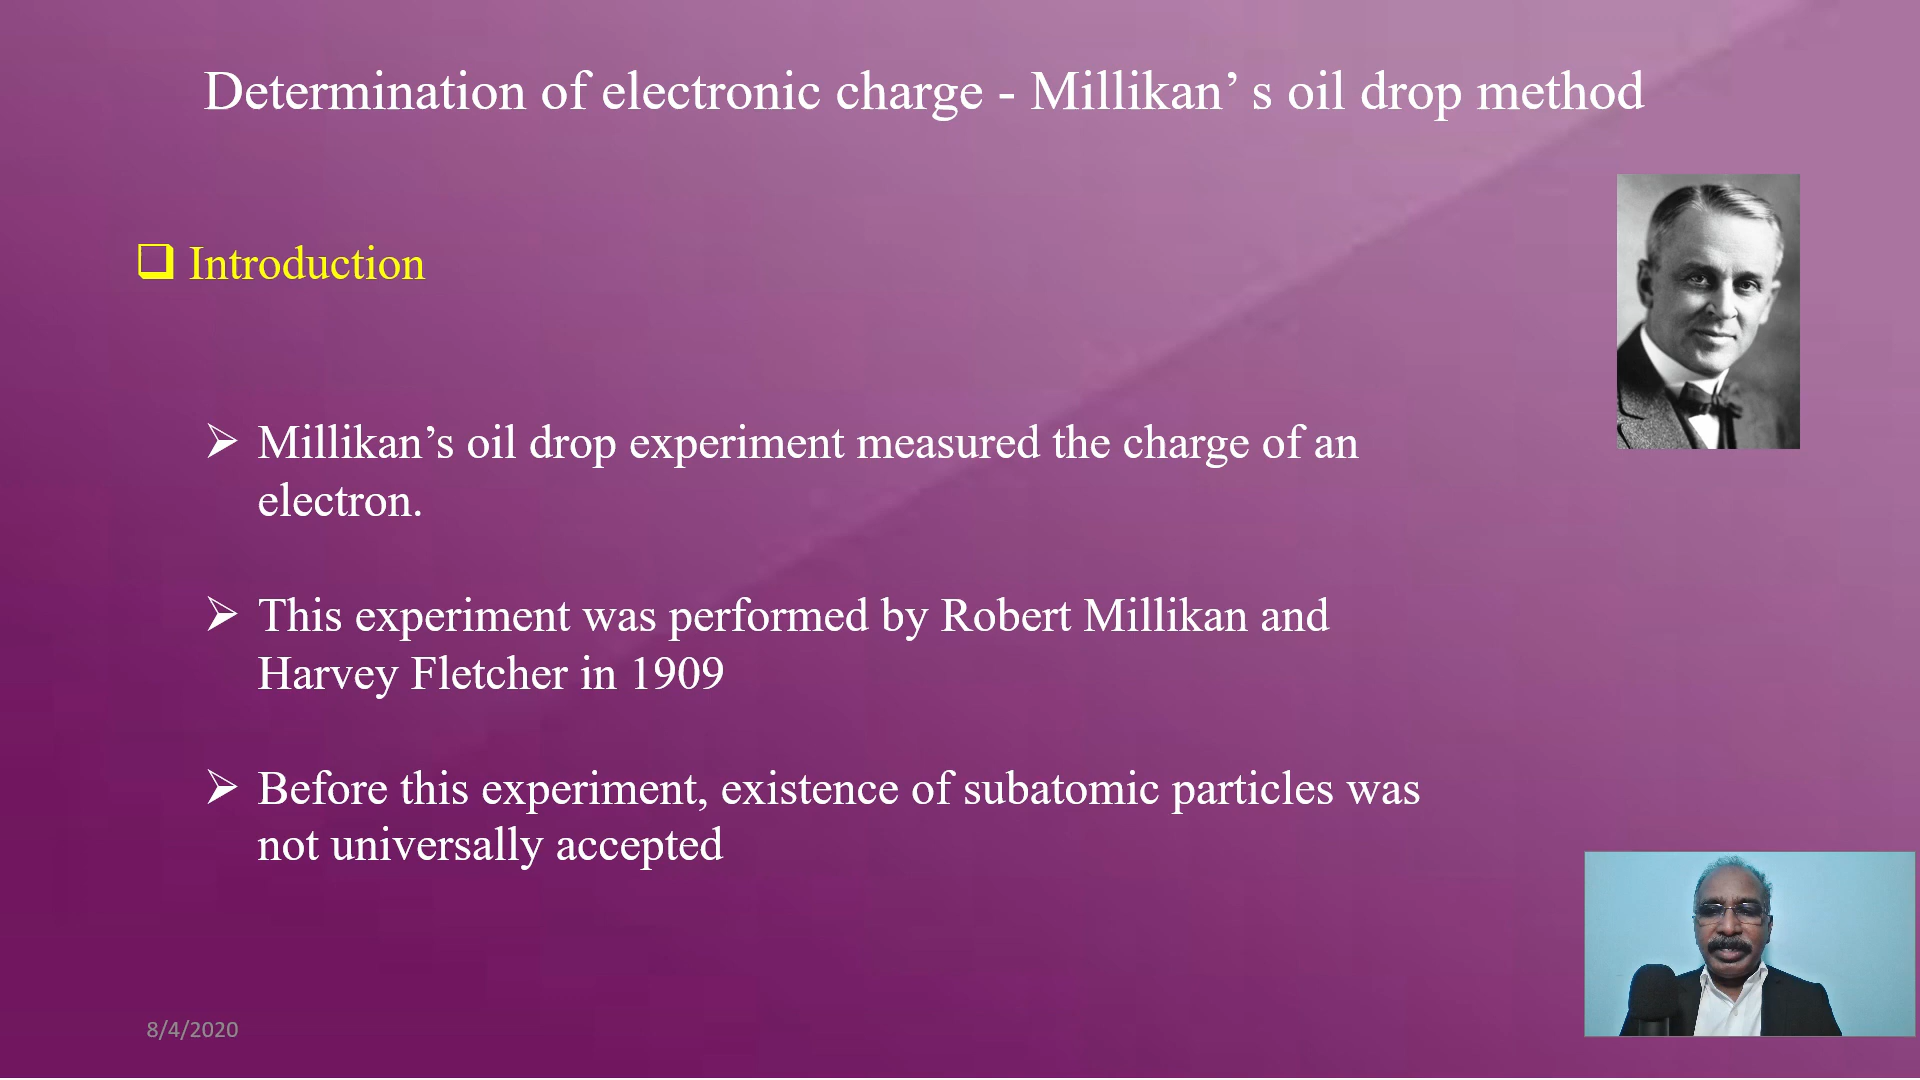 Determination of electronic charge - Millikan’ s oil drop method
Introduction
Millikan’s oil drop experiment measured the charge of an
electron.
This experiment was performed by Robert Millikan and
Harvey Fletcher in 1909
Before this experiment, existence of subatomic particles was
not universally accepted
8/4/2020